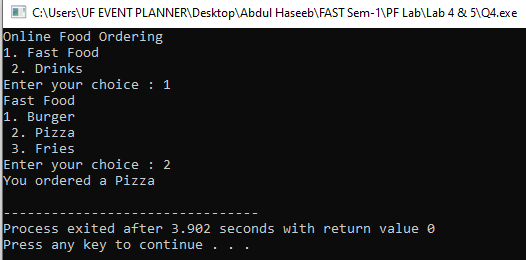 C:\Users\UF EVENT PLANNER\Desktop\Abdul Haseeb\FAST Sem-1\PF Lab\Lab 4 & 5\Q4.exe
Online Food Ordering
1. Fast Food
 2. Drinks
Enter your choice : 1
Fast Food
1. Burger
 2. Pizza
 3. Fries
Enter your choice : 2
You ordered a Pizza
--------------------------------
Process exited after 3.902 seconds with return value 0
Press any key to continue . . .